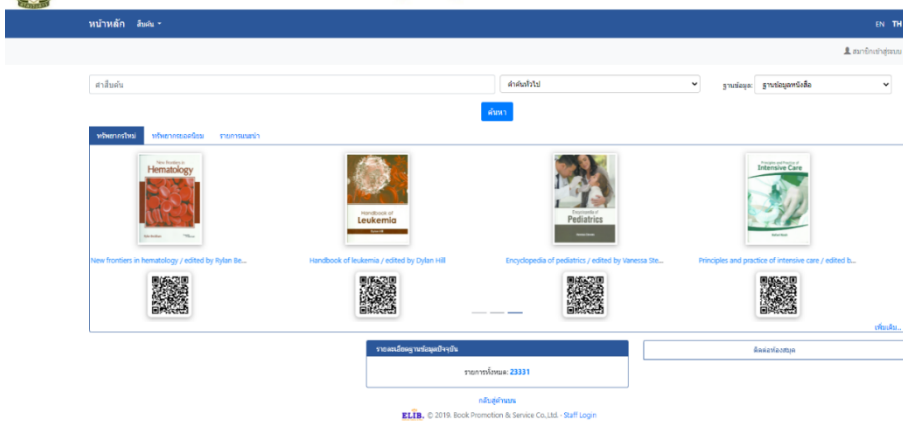 หน้าหลัก สืบค้น
EN TH
สมาชิกเข้าสู่ระบบ
คำสืบค้น
คำค้นทั่วไป
ฐานข้อมูล: ฐานข้อมูลหนังสือ
ค้นหา
ทรัพยากรใหม่ ทรัพยากรยอดนิยม รายการแนะนำ
New Frontiers in
Hematology
Handbook of
Leukemia
Encyclopedia of
Pediatrics
Principles and Practice of
Intensive Care
New frontiers in hematology / edited by Rylan Be...
Handbook of leukemia / edited by Dylan Hill
Encyclopedia of pediatrics / edited by Vanessa Ste...
Principles and practice of intensive care / edited b...
เพิ่มเติม..
รายละเอียดฐานข้อมูลปัจจุบัน
ติดต่อห้องสมุด
รายการทั้งหมด: 23331
กลับสู่ด้านบน
ELIB. © 2019. Book Promotion & Service Co.,Ltd. · Staff Login